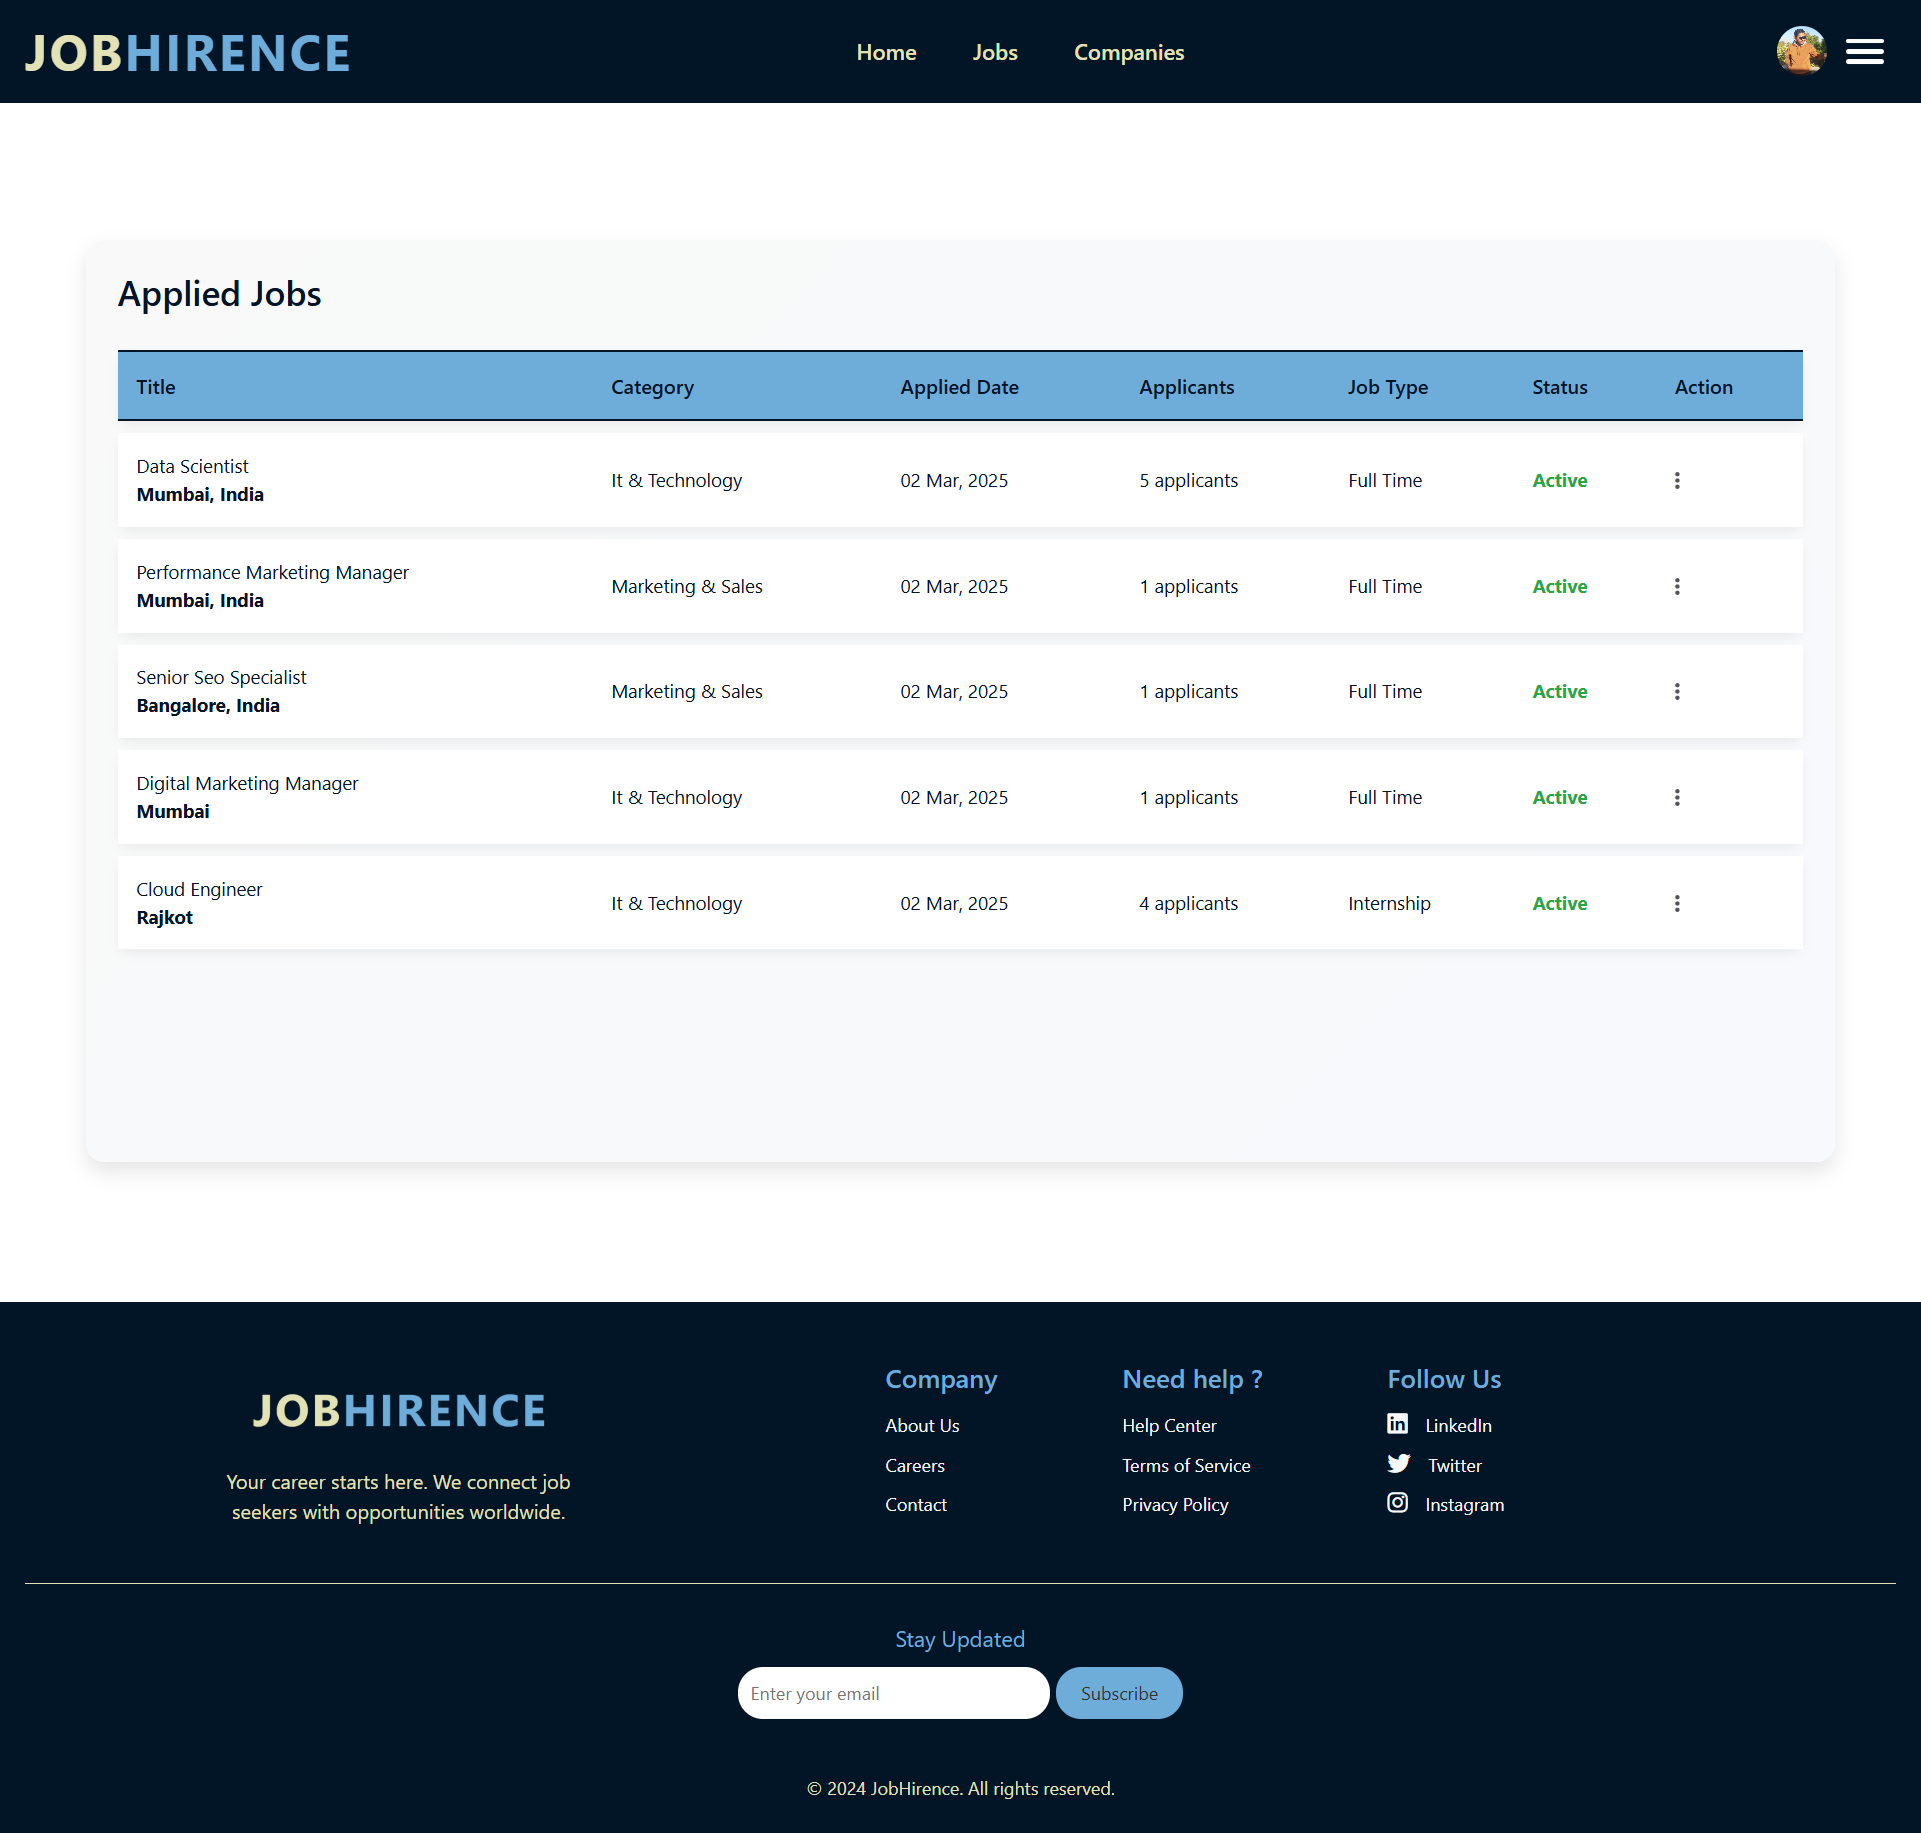 JOBHIRENCE
Home Jobs Companies
Applied Jobs
Title Category Applied Date Applicants Job Type Status Action
Data Scientist
Mumbai, India
It & Technology 02 Mar, 2025 5 applicants Full Time Active
Performance Marketing Manager
Mumbai, India
Marketing & Sales 02 Mar, 2025 1 applicants Full Time Active
Senior Seo Specialist
Bangalore, India
Marketing & Sales 02 Mar, 2025 1 applicants Full Time Active
Digital Marketing Manager
Mumbai
It & Technology 02 Mar, 2025 1 applicants Full Time Active
Cloud Engineer
Rajkot
It & Technology 02 Mar, 2025 4 applicants Internship Active
JOBHIRENCE
Your career starts here. We connect job
seekers with opportunities worldwide.
Company
About Us
Careers
Contact
Need help ?
Help Center
Terms of Service
Privacy Policy
Follow Us
LinkedIn
Twitter
Instagram
Stay Updated
Enter your email Subscribe
© 2024 JobHirence. All rights reserved.